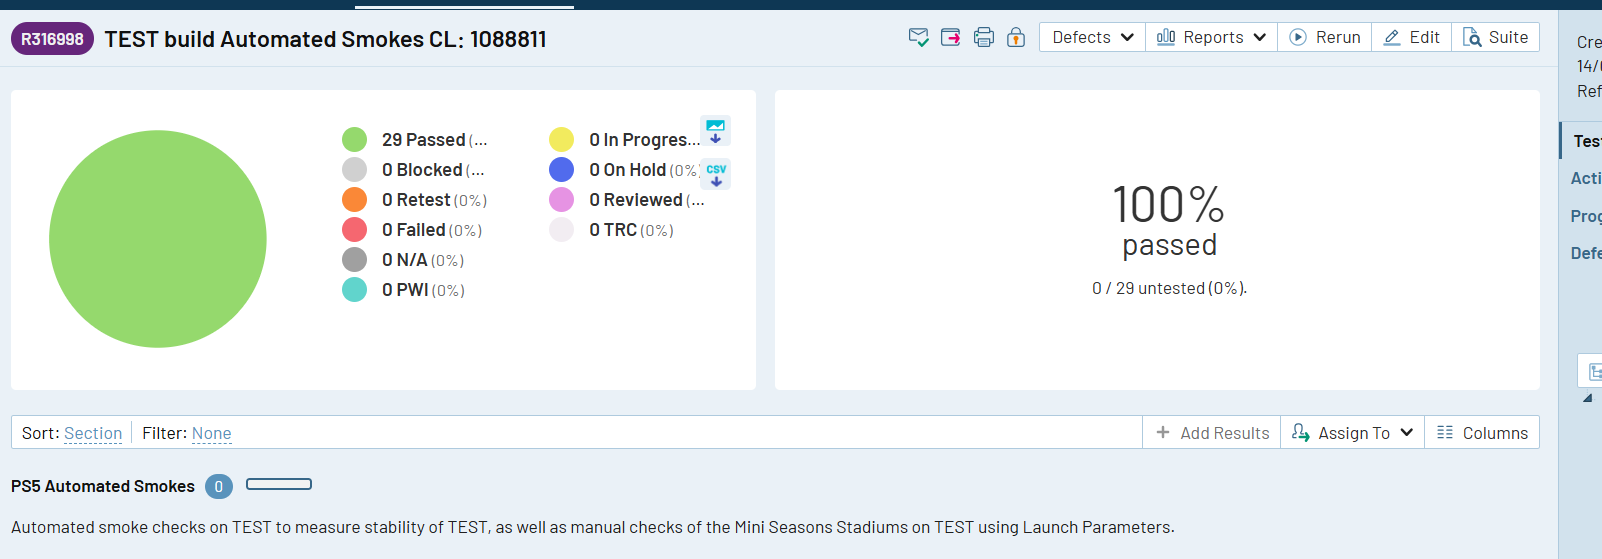 R316998 TEST build Automated Smokes CL: 1088811
Defects Reports Rerun Edit Suite
29 Passed (...
0 Blocked (...
0 Retest (0%)
0 Failed (0%)
0 N/A (0%)
0 PWI (0%)
0 In Progres...
0 On Hold (0%)
0 Reviewed (...
0 TRC (0%)
CSV
100%
passed
0 / 29 untested (0%).
Sort: Section Filter: None
Add Results Assign To Columns
PS5 Automated Smokes 0
Automated smoke checks on TEST to measure stability of TEST, as well as manual checks of the Mini Seasons Stadiums on TEST using Launch Parameters.
Cre
14/
Ref
Tes
Acti
Prog
Defe